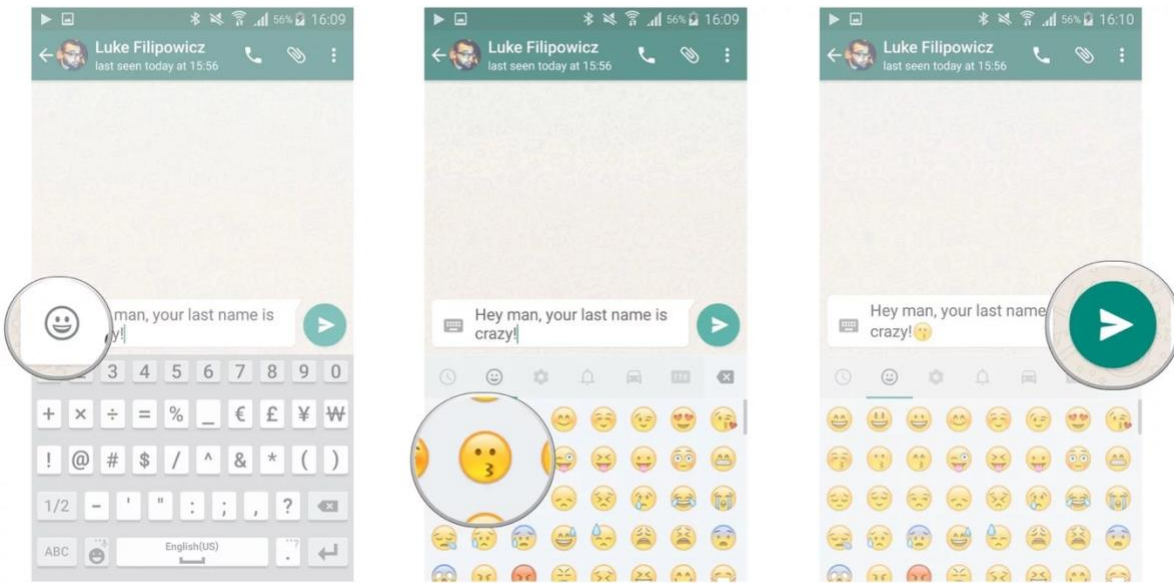 56% 16:09
Luke Filipowicz
last seen today at 15:56
man, your last name is
y!
3 4 5 6 7 8 9 0
+ × ÷ = % _ € £ ¥ ₩
! @ # $ / ^ & * ( )
1/2 - ' " : ; , ?
ABC English(US) .
56% 16:09
Luke Filipowicz
last seen today at 15:56
Hey man, your last name is
crazy!
56% 16:10
Luke Filipowicz
last seen today at 15:56
Hey man, your last name
crazy!😗